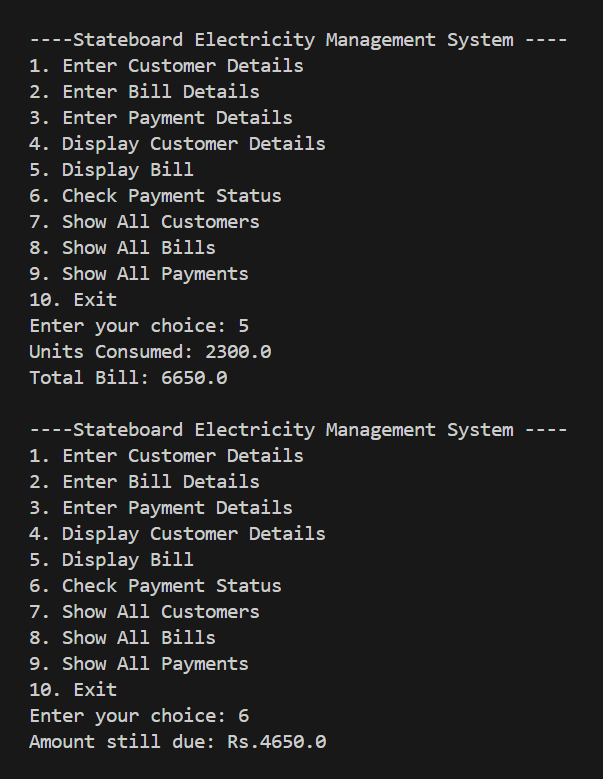 ----Stateboard Electricity Management System ----
1. Enter Customer Details
2. Enter Bill Details
3. Enter Payment Details
4. Display Customer Details
5. Display Bill
6. Check Payment Status
7. Show All Customers
8. Show All Bills
9. Show All Payments
10. Exit
Enter your choice: 5
Units Consumed: 2300.0
Total Bill: 6650.0
----Stateboard Electricity Management System ----
1. Enter Customer Details
2. Enter Bill Details
3. Enter Payment Details
4. Display Customer Details
5. Display Bill
6. Check Payment Status
7. Show All Customers
8. Show All Bills
9. Show All Payments
10. Exit
Enter your choice: 6
Amount still due: Rs.4650.0